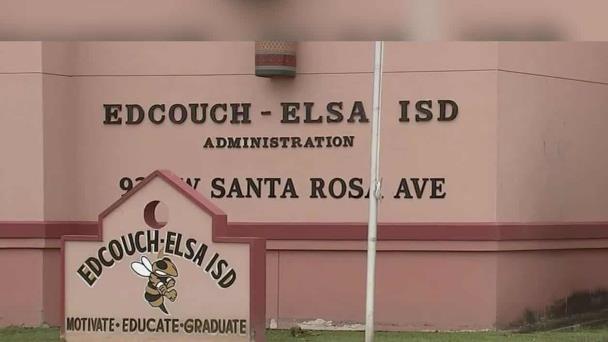 EDCOUCH - ELSA ISD
ADMINISTRATION
W SANTA ROSA AVE
EDCOUCH·ELSA ISD
MOTIVATE·EDUCATE·GRADUATE